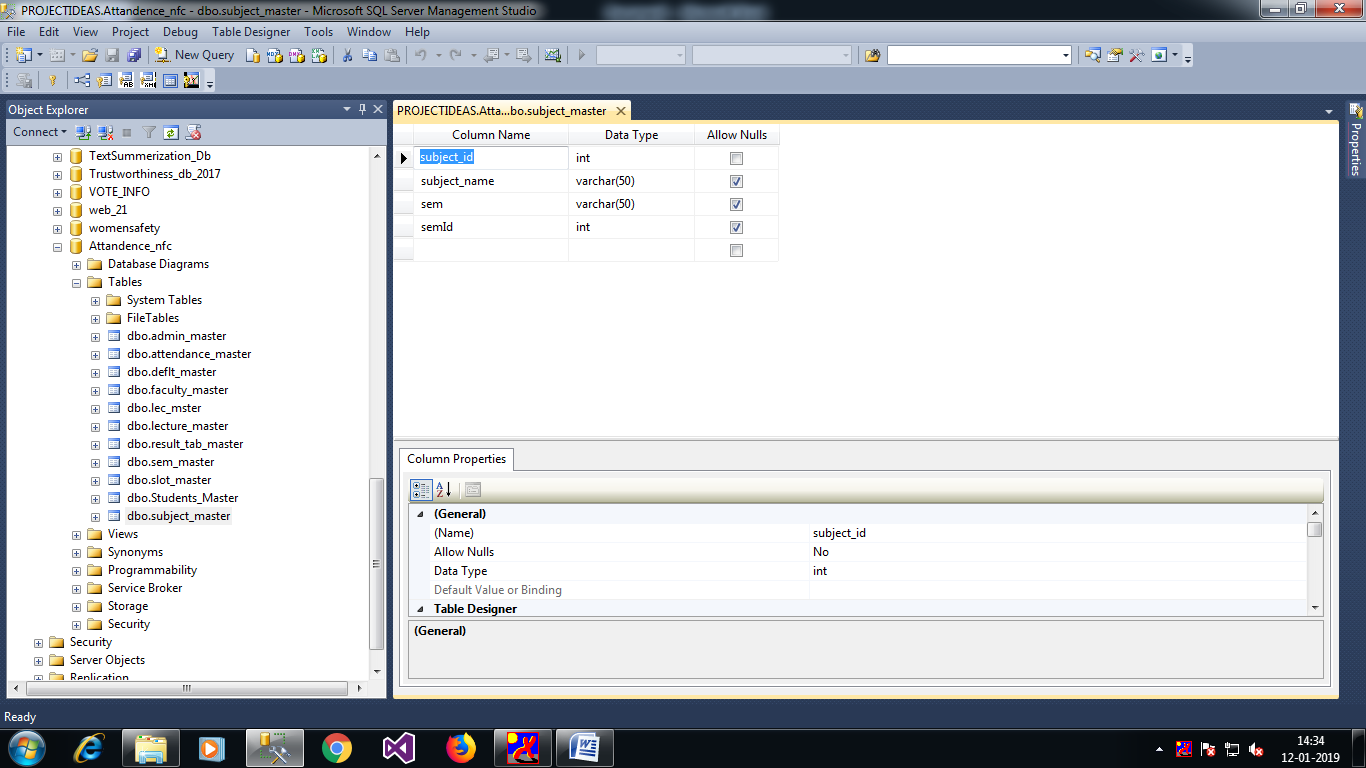 PROJECTIDEAS.Attandence_nfc - dbo.subject_master - Microsoft SQL Server Management Studio
File Edit View Project Debug Table Designer Tools Window Help
New Query
Object Explorer
Connect
TextSummerization_Db
Trustworthiness_db_2017
VOTE_INFO
web_21
womensafety
Attandence_nfc
Database Diagrams
Tables
System Tables
FileTables
dbo.admin_master
dbo.attendance_master
dbo.deflt_master
dbo.faculty_master
dbo.lec_mster
dbo.lecture_master
dbo.result_tab_master
dbo.sem_master
dbo.slot_master
dbo.Students_Master
dbo.subject_master
Views
Synonyms
Programmability
Service Broker
Storage
Security
Security
Server Objects
Replication
PROJECTIDEAS.Atta...bo.subject_master
Column Name Data Type Allow Nulls
subject_id int
subject_name varchar(50)
sem varchar(50)
semId int
Column Properties
(General)
(Name) subject_id
Allow Nulls No
Data Type int
Default Value or Binding
Table Designer
(General)
Properties
Ready
14:34
12-01-2019